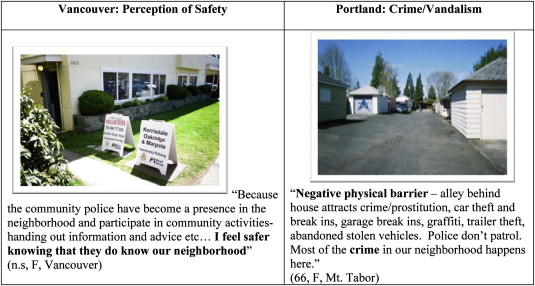 Vancouver: Perception of Safety
Portland: Crime/Vandalism
VOLUNTEERS
Kerrisdale
Oakridge
& Marpole
“Because
the community police have become a presence in the
neighborhood and participate in community activities-
handing out information and advice etc… I feel safer
knowing that they do know our neighborhood”
(n.s, F, Vancouver)
“Negative physical barrier – alley behind
house attracts crime/prostitution, car theft and
break ins, garage break ins, graffiti, trailer theft,
abandoned stolen vehicles.  Police don’t patrol.
Most of the crime in our neighborhood happens
here.”
(66, F, Mt. Tabor)